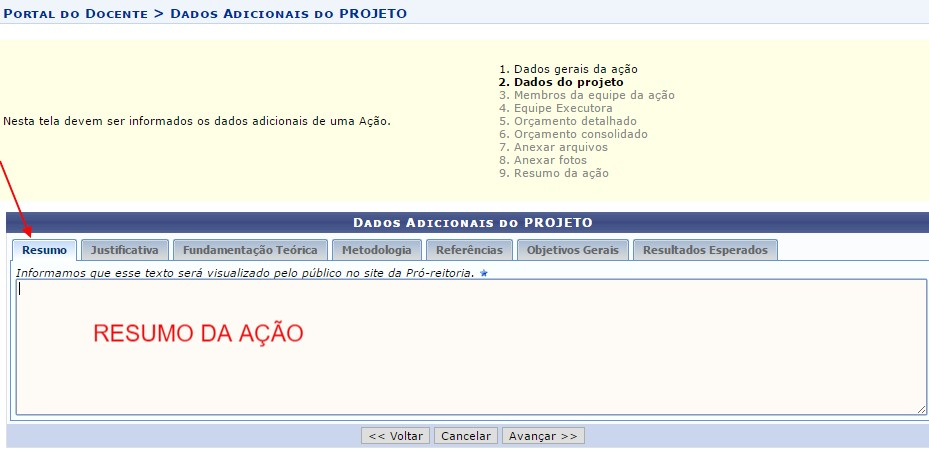 Portal do Docente > Dados Adicionais do PROJETO
Nesta tela devem ser informados os dados adicionais de uma Ação.
1. Dados gerais da ação
2. Dados do projeto
3. Membros da equipe da ação
4. Equipe Executora
5. Orçamento detalhado
6. Orçamento consolidado
7. Anexar arquivos
8. Anexar fotos
9. Resumo da ação
Dados Adicionais do PROJETO
Resumo Justificativa Fundamentação Teórica Metodologia Referências Objetivos Gerais Resultados Esperados
Informamos que esse texto será visualizado pelo público no site da Pró-reitoria.
RESUMO DA AÇÃO
<< Voltar Cancelar Avançar >>